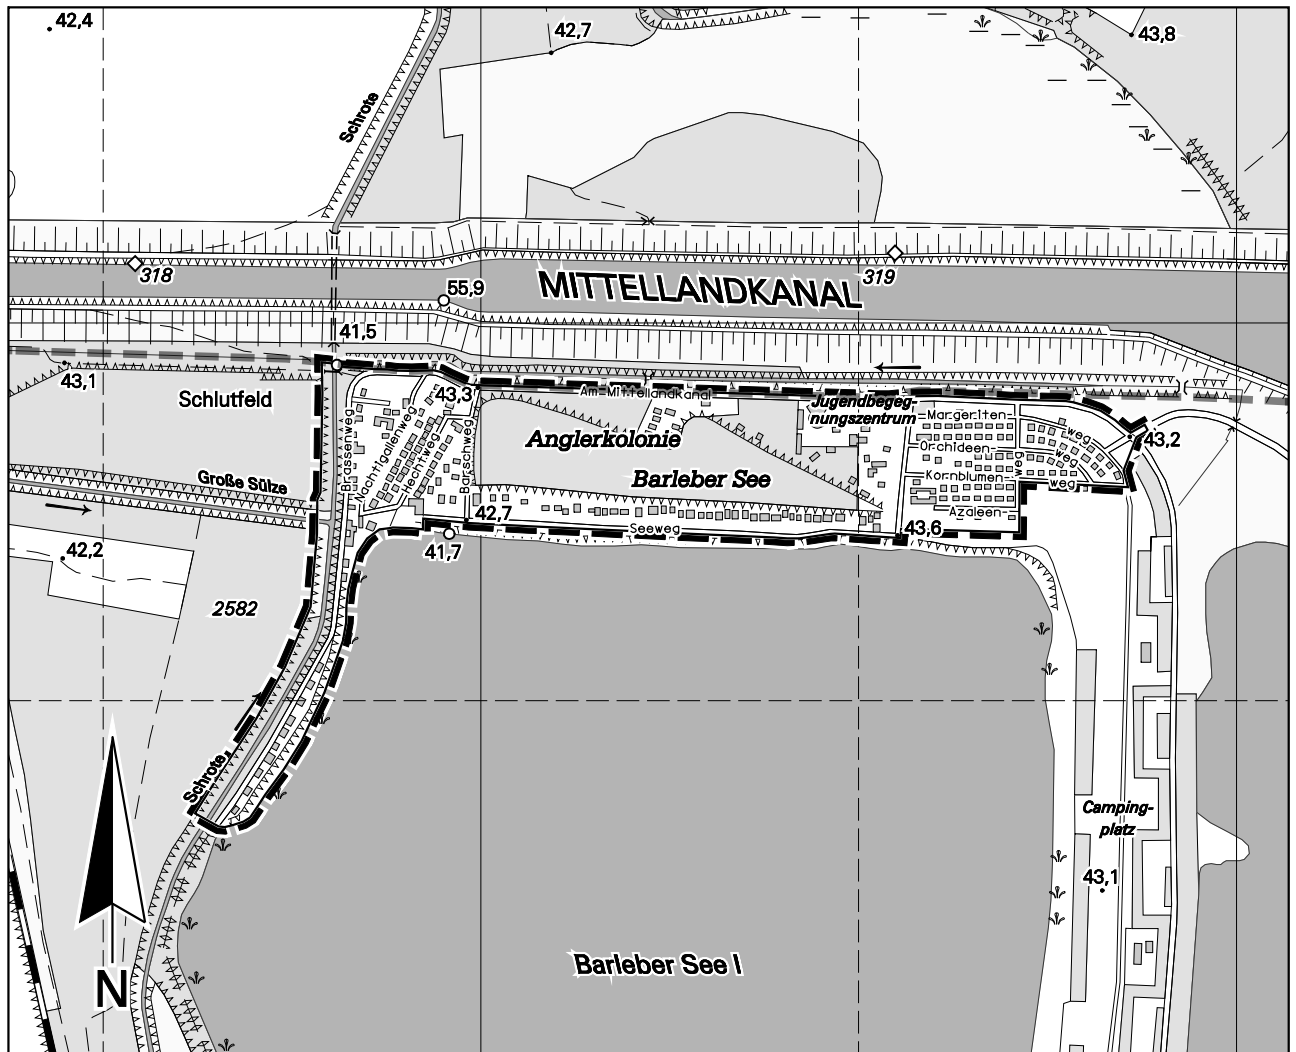 42,4
42,7
43,8
Schrote
318
55,9
MITTELLANDKANAL
319
41,5
43,1
Schlutfeld
43,3
Am Mittellandkanal
Jugendbegeg-
nungszentrum
Margeriten-
weg
43,2
Anglerkolonie
Orchideen-
weg
Barleber See
Kornblumen-
weg
weg
Azaleen-
Brassenweg
Nachtigallenweg
Hechtweg
Barschweg
Große Sülze
42,7
Seeweg
43,6
41,7
42,2
2582
Schrote
Camping-
platz
43,1
Barleber See I
N